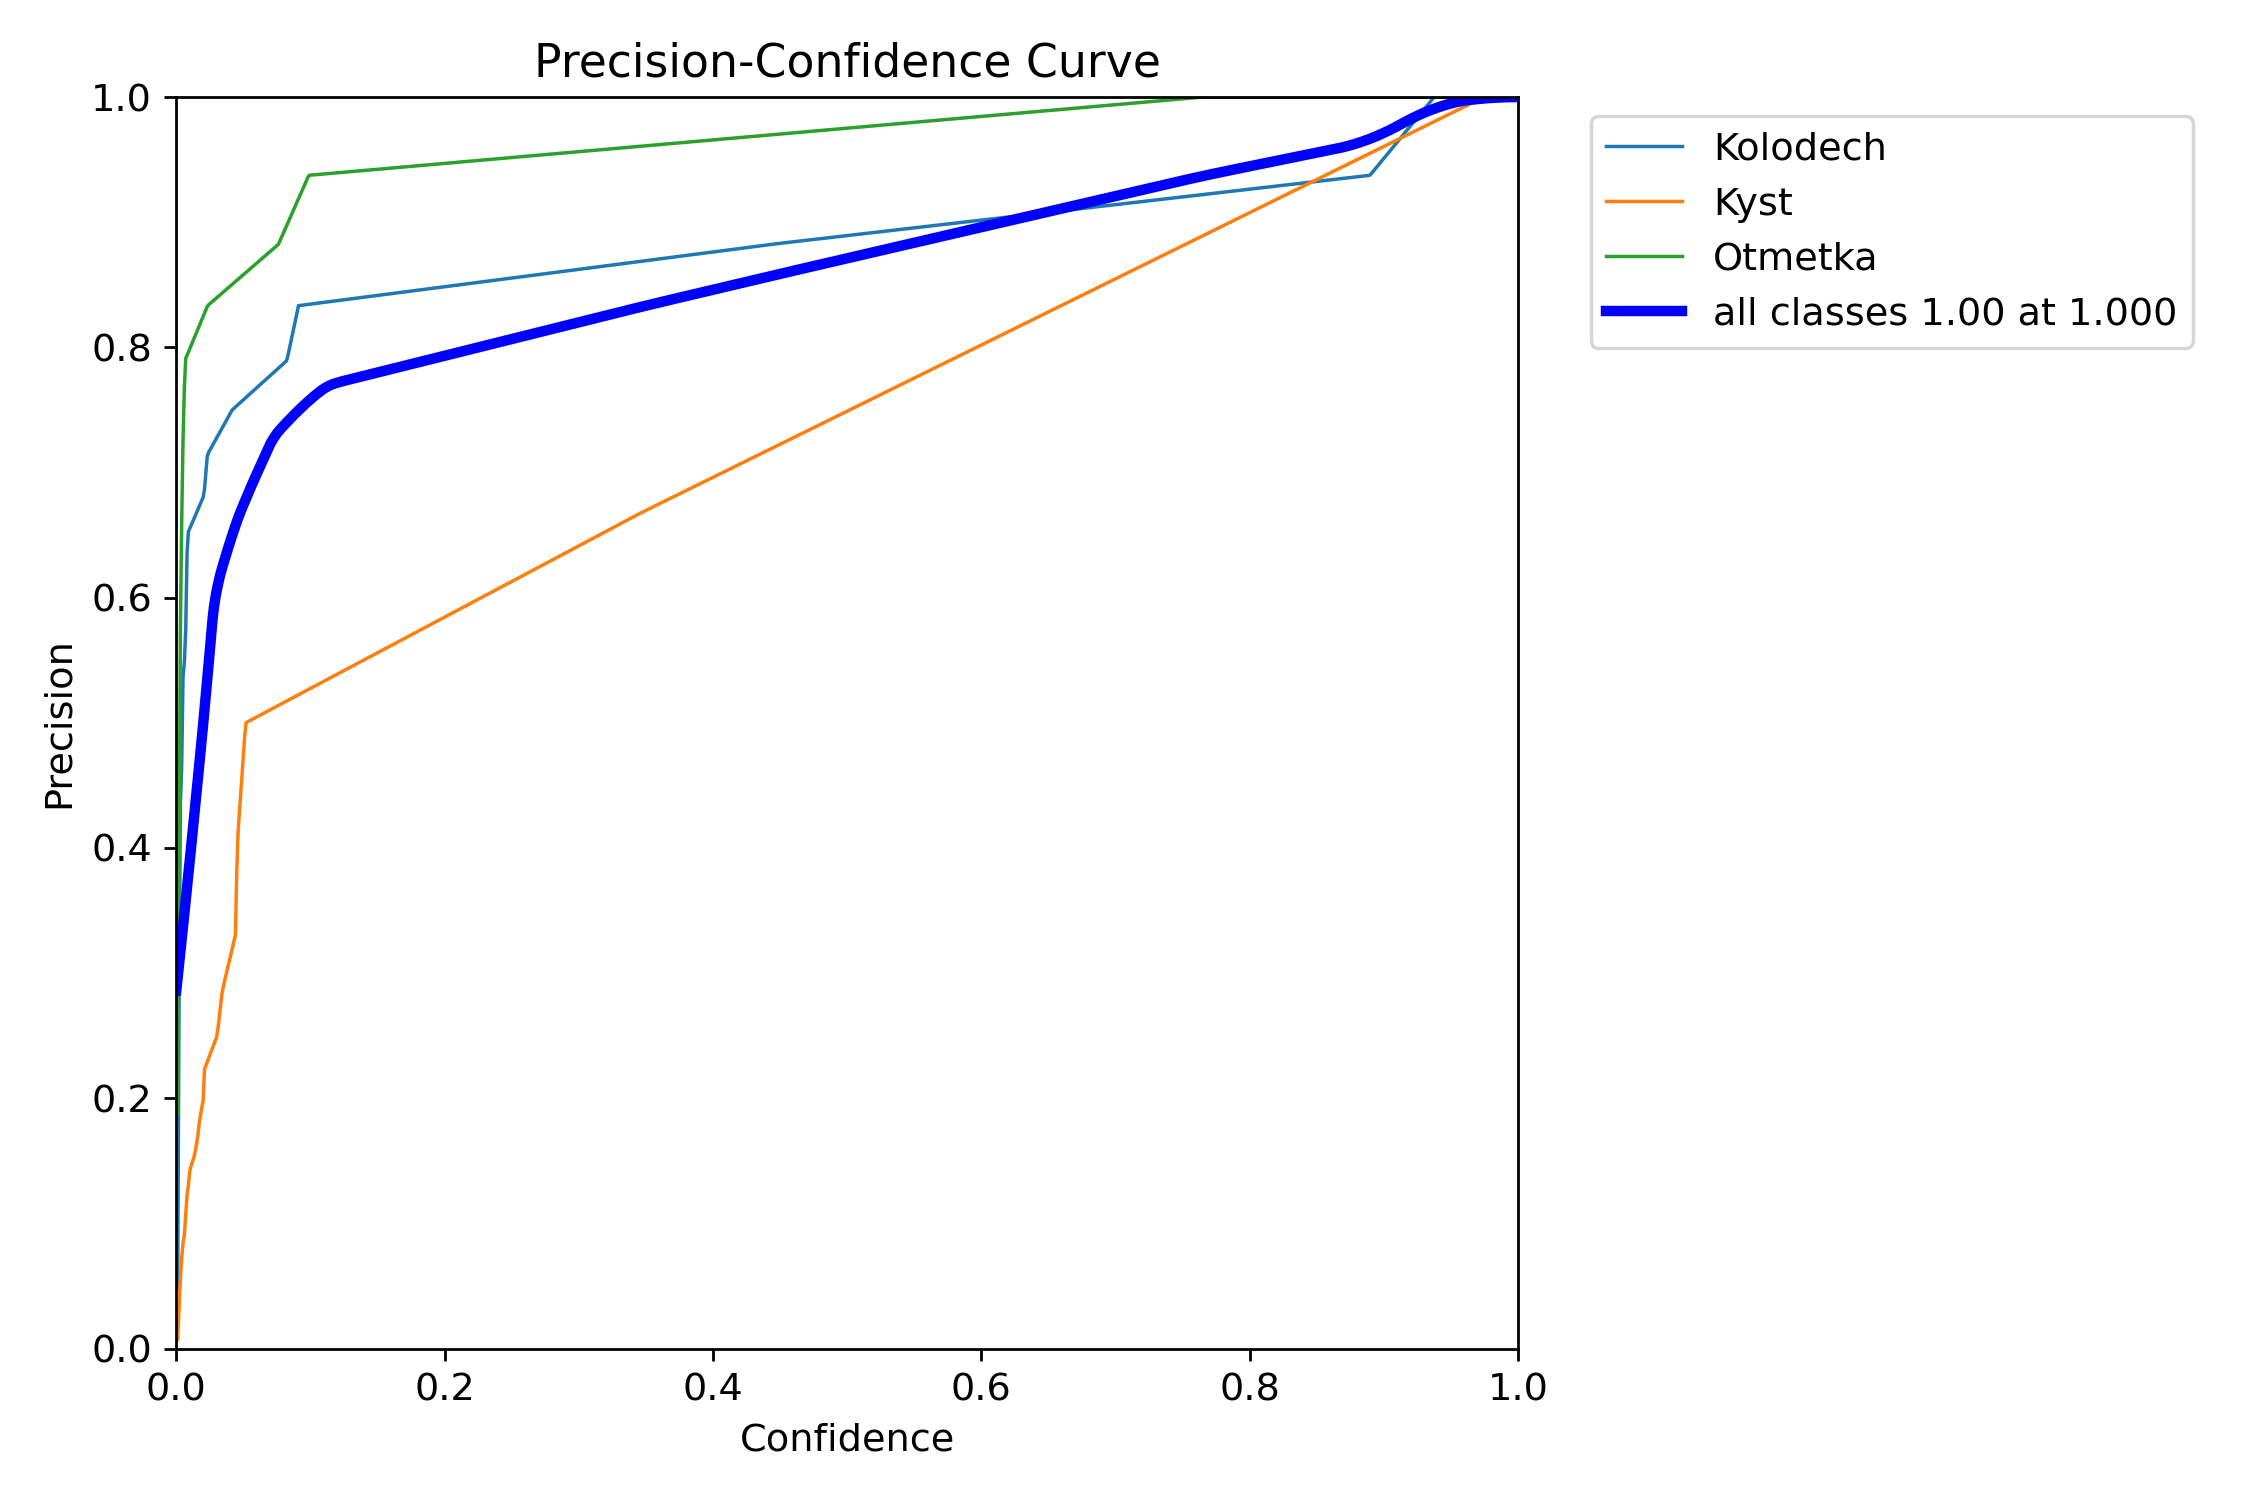 Precision-Confidence Curve
1.0
0.8
0.6
0.4
0.2
0.0
Precision
0.0 0.2 0.4 0.6 0.8 1.0
Confidence
Kolodech
Kyst
Otmetka
all classes 1.00 at 1.000